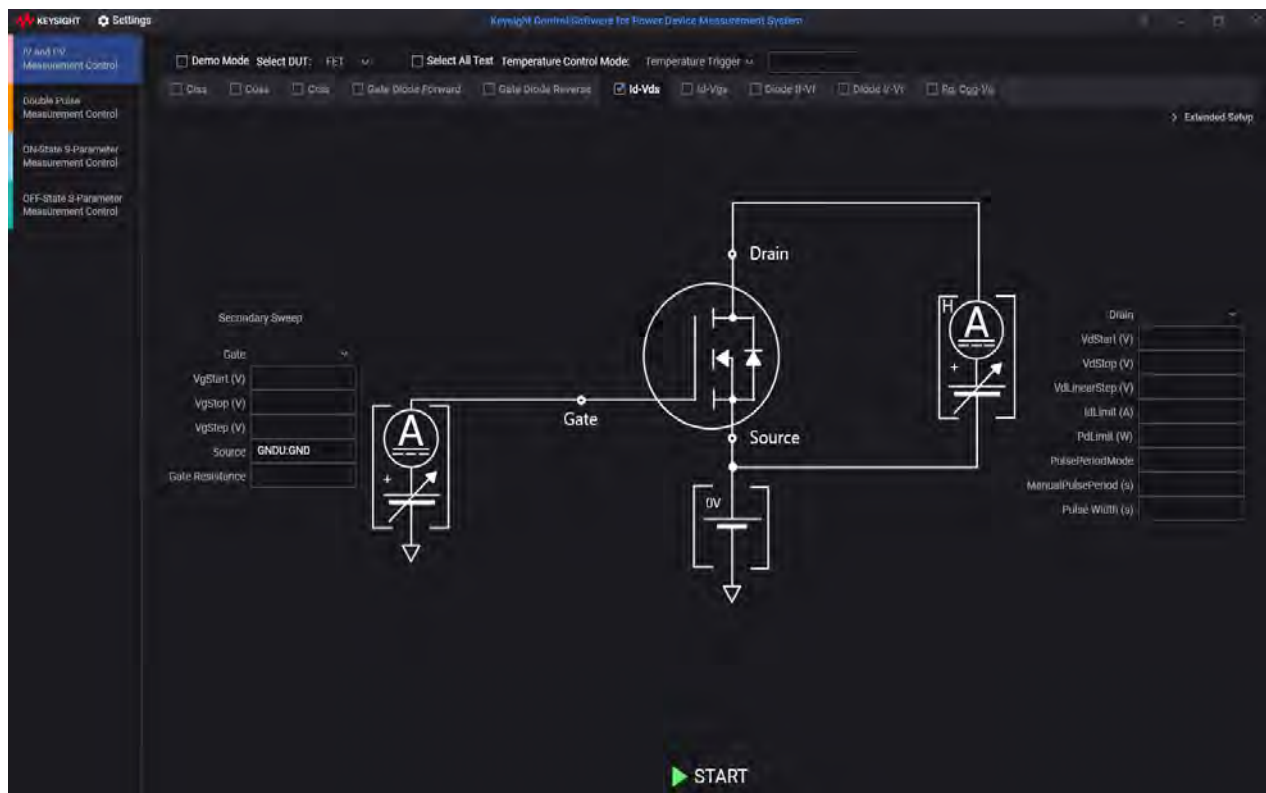 KEYSIGHT Settings Keysight Control Software for Power Device Measurement System
IV and CV
Measurement Control
Double Pulse
Measurement Control
ON-State S-Parameter
Measurement Control
OFF-State S-Parameter
Measurement Control
Demo Mode Select DUT: FET Select All Test Temperature Control Mode: Temperature Trigger
Ciss Coss Crss Gate Diode Forward Gate Diode Reverse Id-Vds Id-Vgs Diode If-Vf Diode Ir-Vr Rg, Cgg-Vg
Extended Setup
Drain
Gate
Source
0V
H
A
A
+
+
Secondary Sweep
Gate
VgStart (V)
VgStop (V)
VgStep (V)
Source GNDU:GND
Gate Resistance
Drain
VdStart (V)
VdStop (V)
VdLinearStep (V)
IdLimit (A)
PdLimit (W)
PulsePeriodMode
ManualPulsePeriod (s)
Pulse Width (s)
START